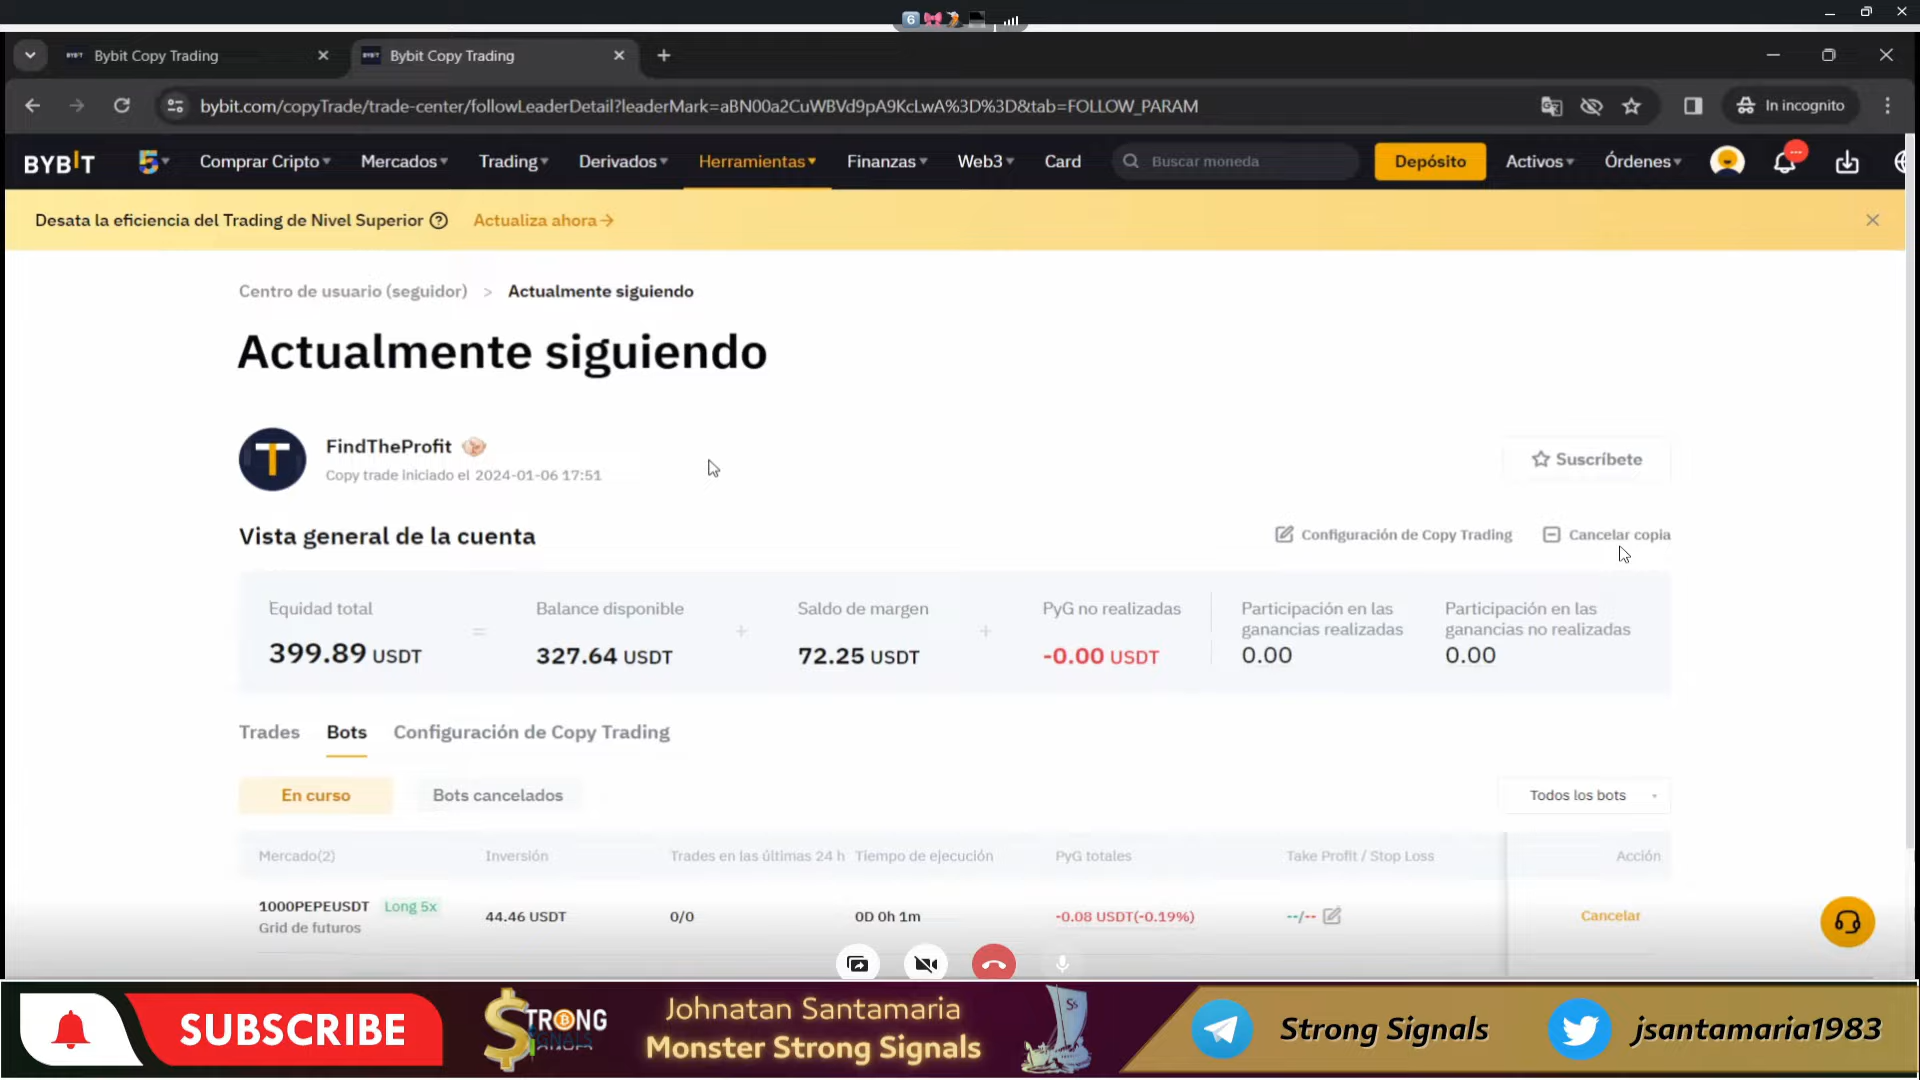 6
Bybit Copy Trading
Bybit Copy Trading
bybit.com/copyTrade/trade-center/followLeaderDetail?leaderMark=aBN00a2CuWBVd9pA9KcLwA%3D%3D&tab=FOLLOW_PARAM
In incognito
BYBIT
5
Comprar Cripto
Mercados
Trading
Derivados
Herramientas
Finanzas
Web3
Card
Buscar moneda
Depósito
Activos
Órdenes
Desata la eficiencia del Trading de Nivel Superior ? Actualiza ahora →
Centro de usuario (seguidor) > Actualmente siguiendo
Actualmente siguiendo
T
FindTheProfit
Copy trade iniciado el 2024-01-06 17:51
Suscríbete
Vista general de la cuenta
Configuración de Copy Trading
Cancelar copia
Equidad total
399.89 USDT
=
Balance disponible
327.64 USDT
+
Saldo de margen
72.25 USDT
+
PyG no realizadas
-0.00 USDT
Participación en las
ganancias realizadas
0.00
Participación en las
ganancias no realizadas
0.00
Trades
Bots
Configuración de Copy Trading
En curso
Bots cancelados
Todos los bots
Mercado(2)
Inversión
Trades en las últimas 24 h
Tiempo de ejecución
PyG totales
Take Profit / Stop Loss
Acción
1000PEPEUSDT Long 5x
Grid de futuros
44.46 USDT
0/0
0D 0h 1m
-0.08 USDT(-0.19%)
--/--
Cancelar
SUBSCRIBE
STRONG
SIGNALS
Johnatan Santamaria
Monster Strong Signals
Ss
Strong Signals
jsantamaria1983